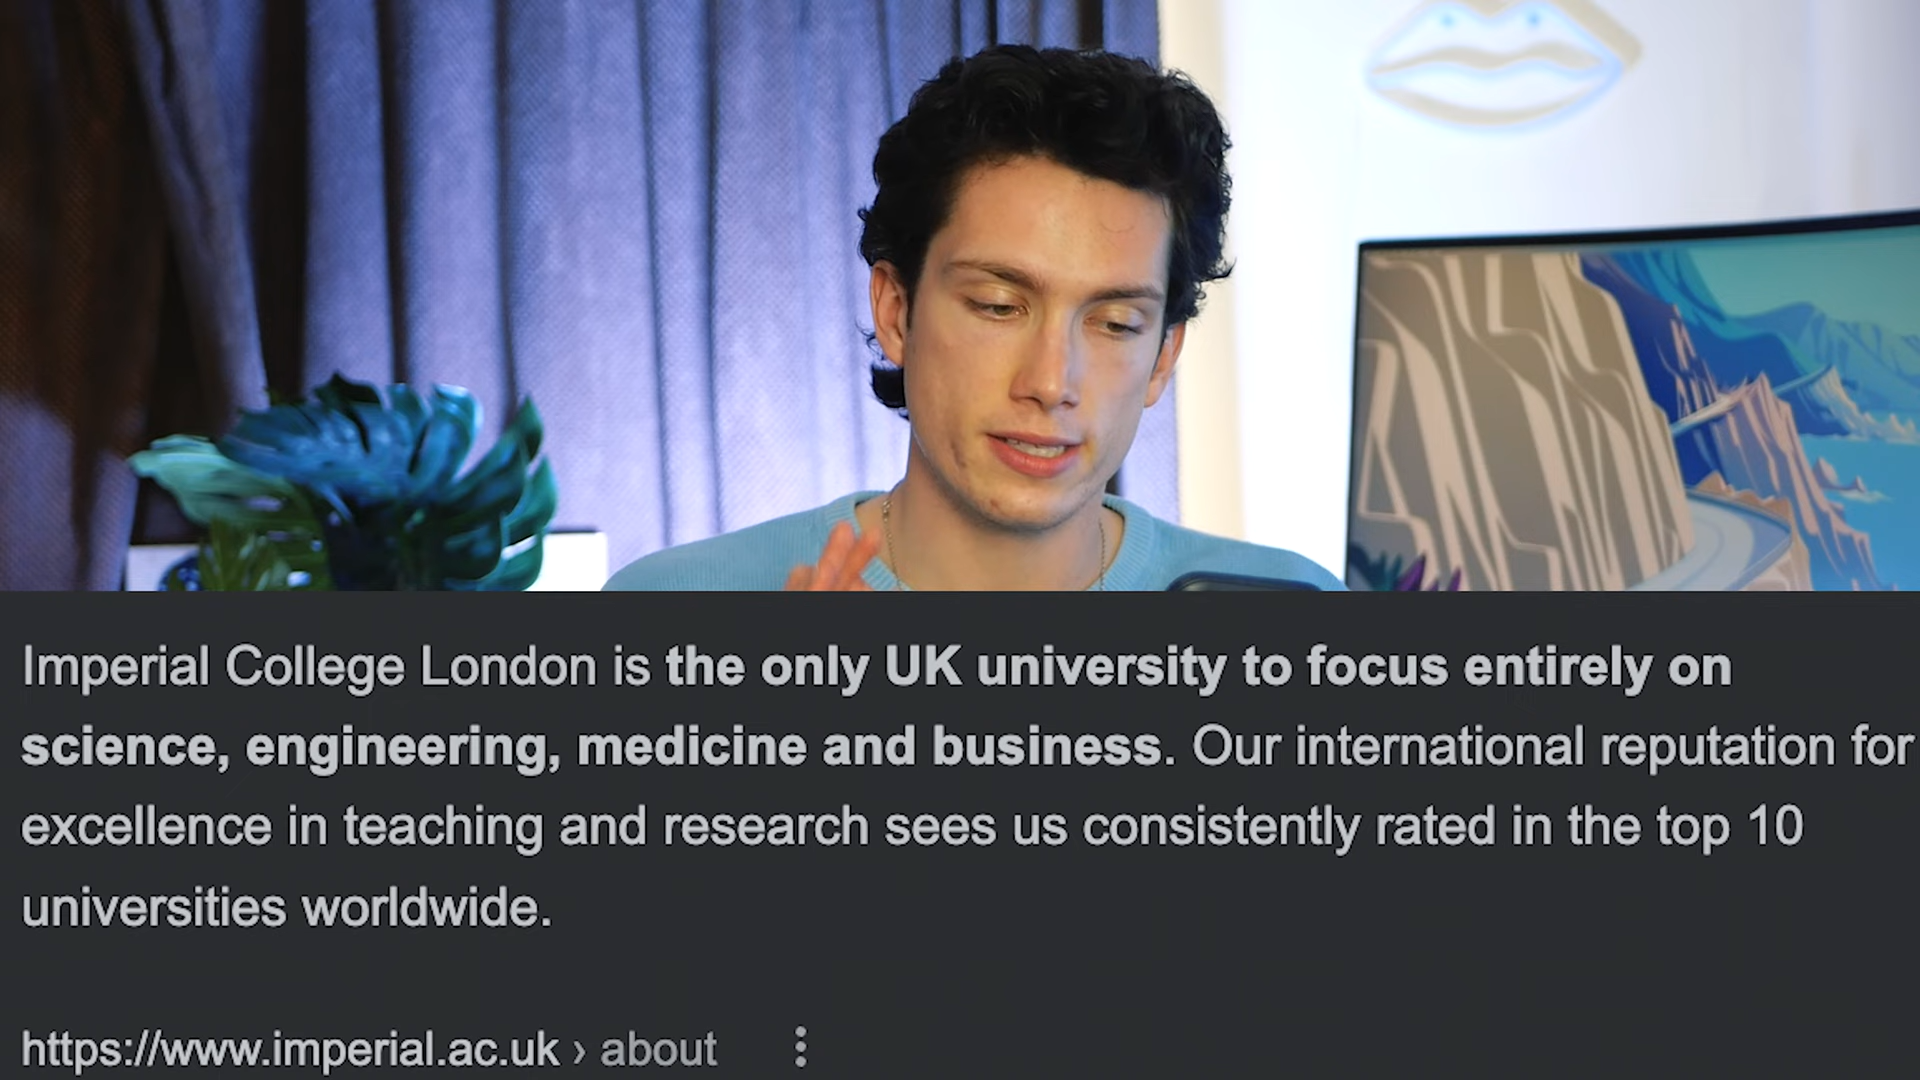 Imperial College London is the only UK university to focus entirely on
science, engineering, medicine and business. Our international reputation for
excellence in teaching and research sees us consistently rated in the top 10
universities worldwide.
https://www.imperial.ac.uk › about